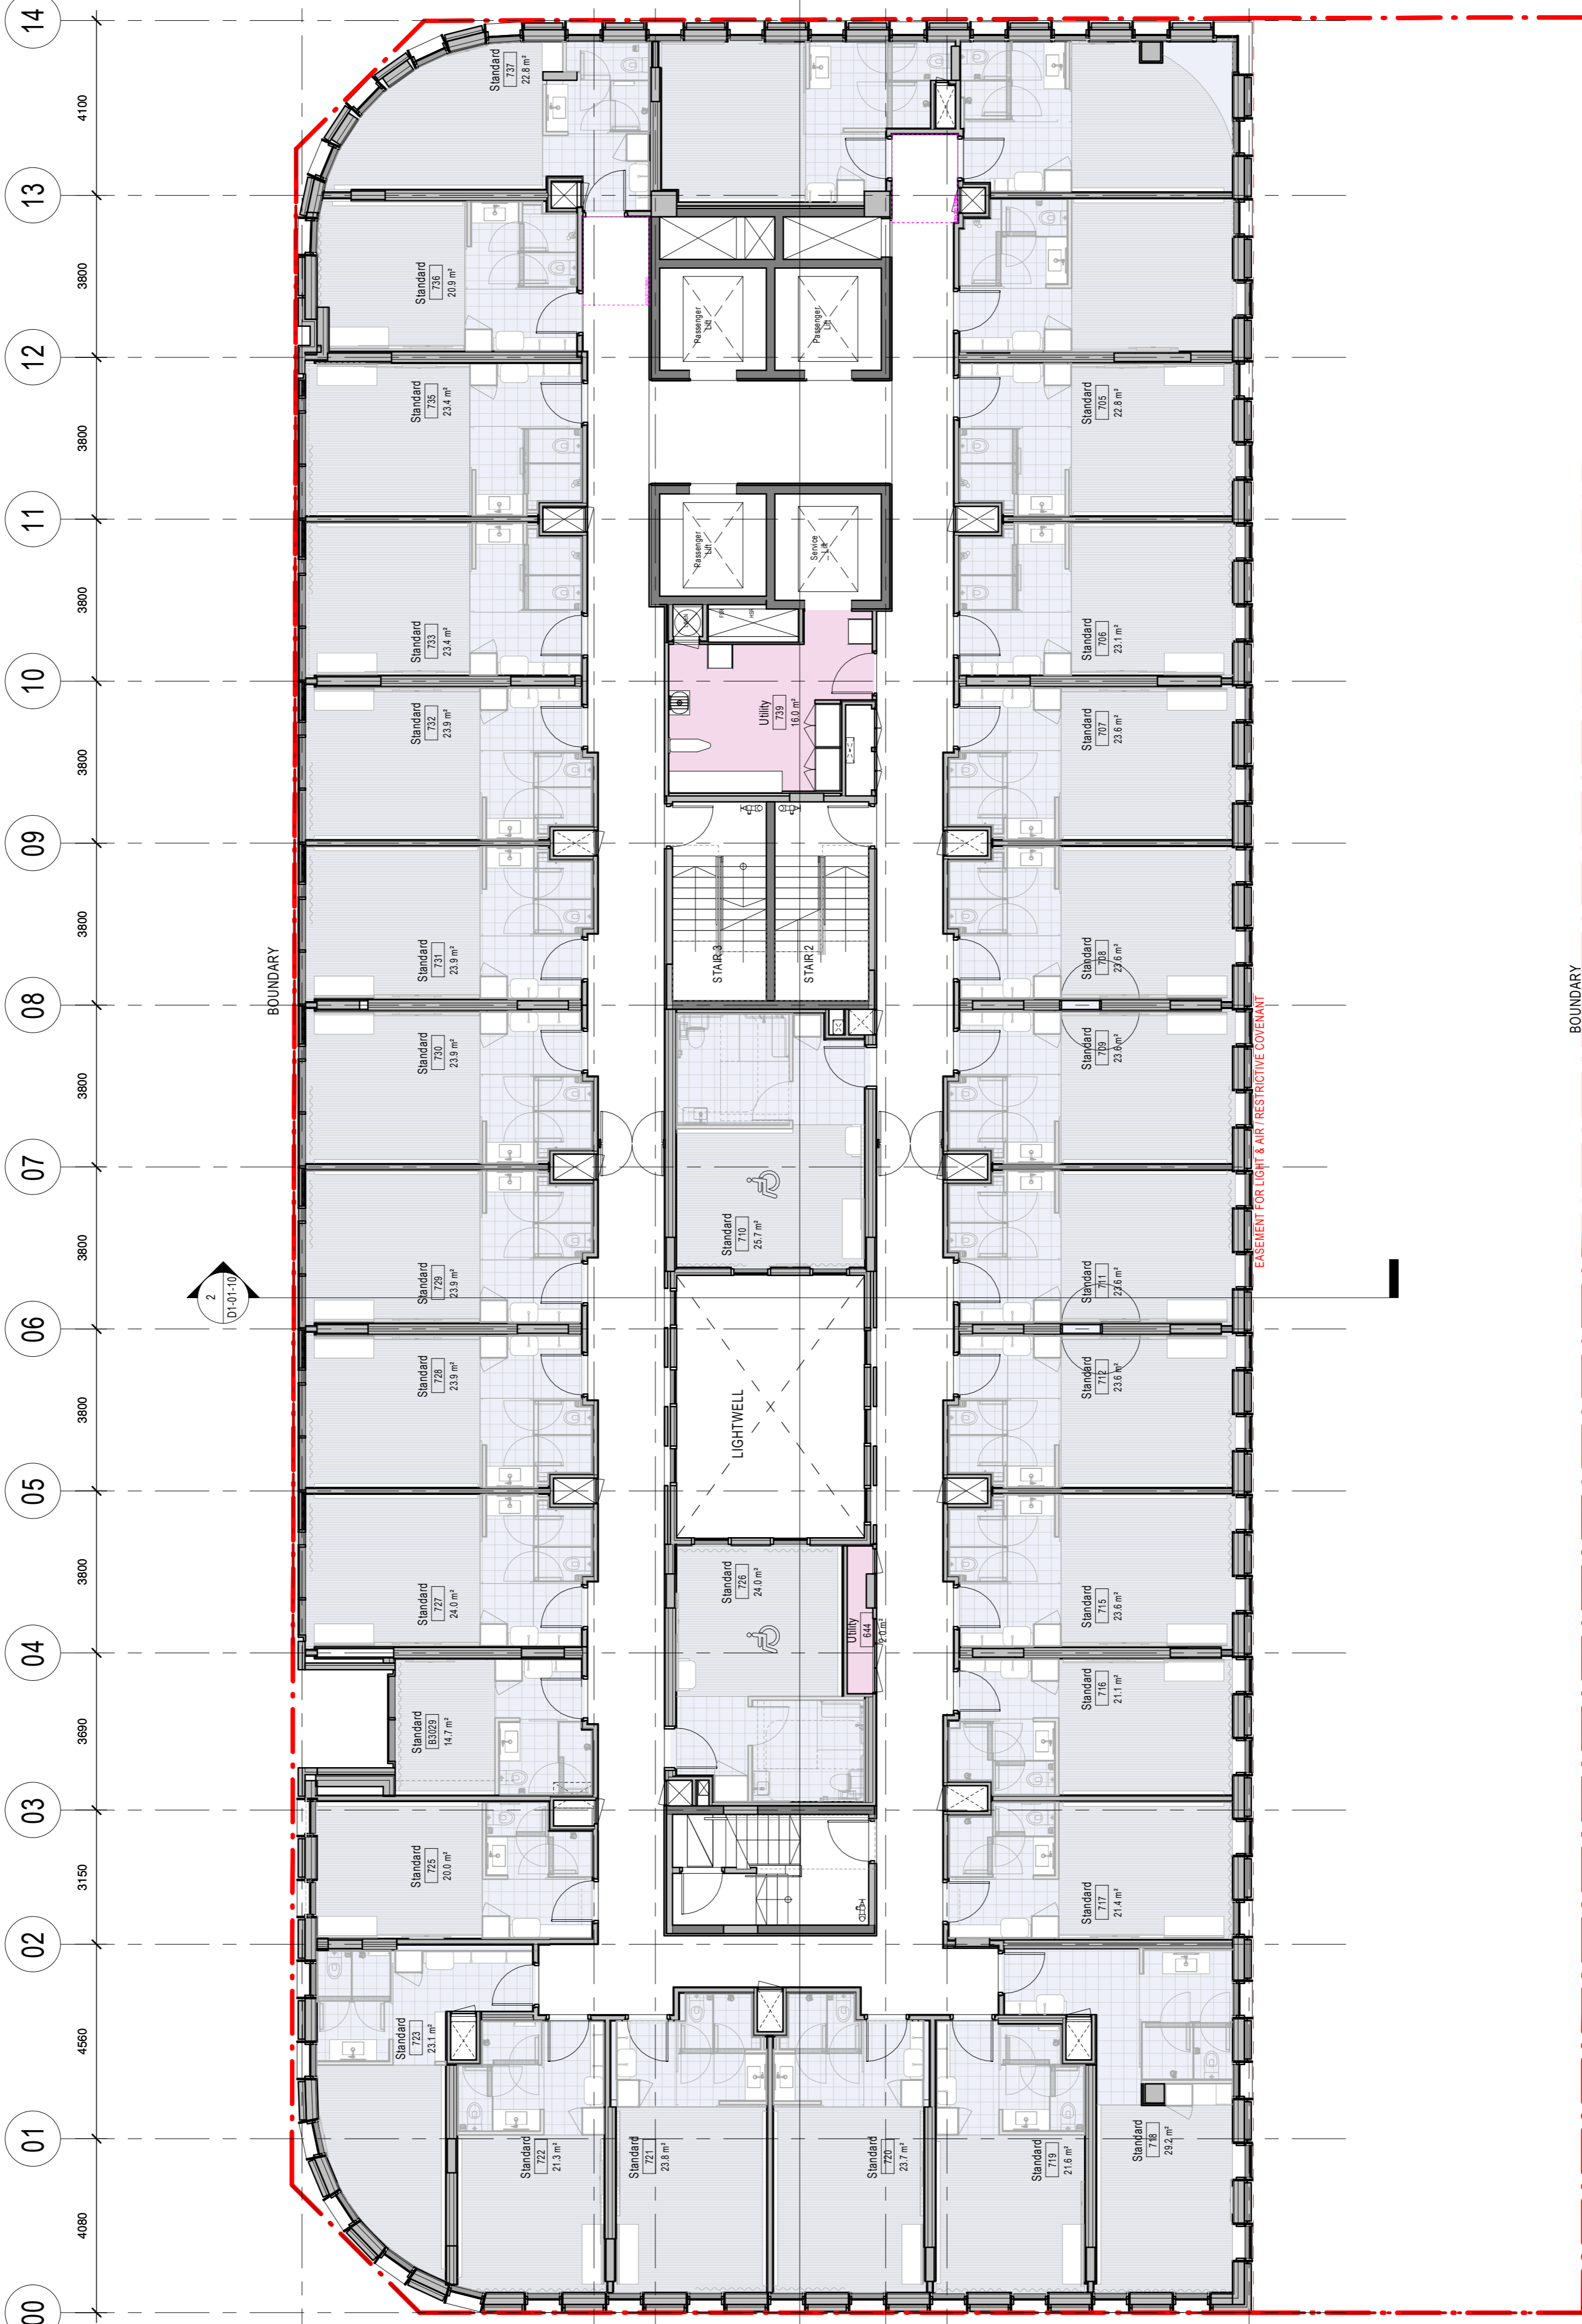 14
4100
13
3800
12
3800
11
3800
10
3800
09
3800
08
3800
07
3800
06
3800
05
3800
04
3690
03
3150
02
4560
01
4080
00
BOUNDARY
BOUNDARY
EASEMENT FOR LIGHT & AIR / RESTRICTIVE COVENANT
2
D1-01-10
Standard
737
22.8 m²
Standard
736
20.9 m²
Standard
735
23.4 m²
Standard
733
23.4 m²
Standard
732
23.9 m²
Standard
731
23.9 m²
Standard
730
23.9 m²
Standard
729
23.9 m²
Standard
728
23.9 m²
Standard
727
24.0 m²
Standard
B3029
14.7 m²
Standard
725
20.0 m²
Standard
723
23.1 m²
Standard
722
21.3 m²
Standard
721
23.8 m²
Standard
720
23.7 m²
Standard
719
21.6 m²
Standard
718
29.2 m²
Passenger
Lift
Passenger
Lift
Passenger
Lift
Service
Lift
FSR
HSR
Utility
739
16.0 m²
STAIR 3
STAIR 2
Standard
710
25.7 m²
LIGHTWELL
Standard
726
24.0 m²
Utility
644
2.0 m²
Standard
705
22.8 m²
Standard
706
23.1 m²
Standard
707
23.6 m²
Standard
708
23.6 m²
Standard
709
23.6 m²
Standard
711
23.6 m²
Standard
712
23.6 m²
Standard
715
23.6 m²
Standard
716
21.1 m²
Standard
717
21.4 m²